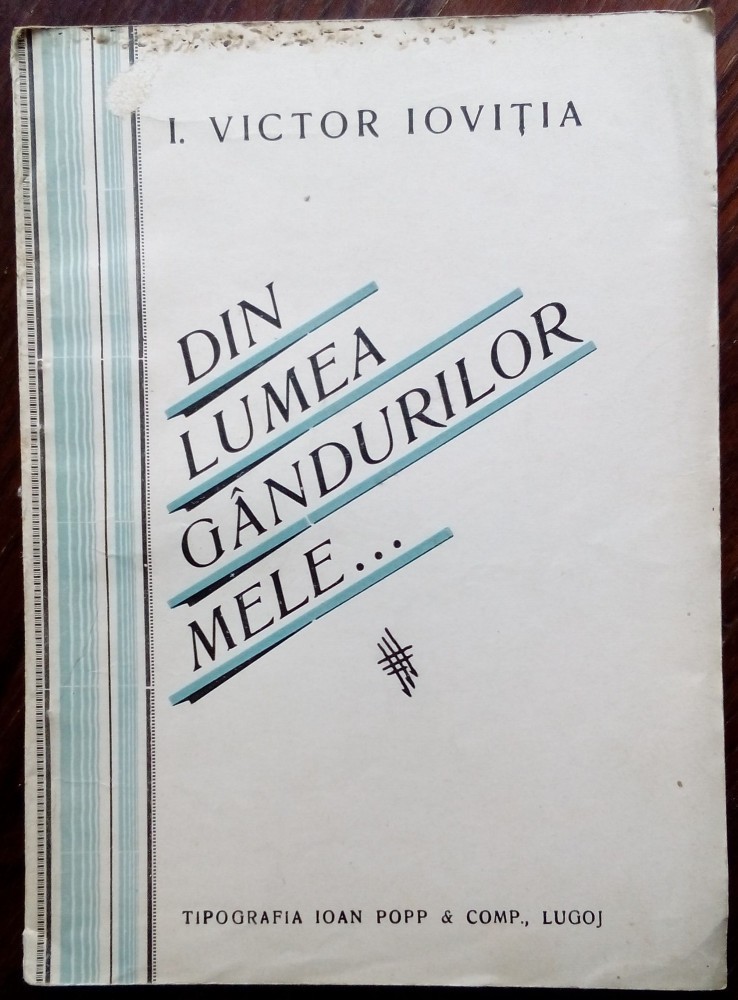 I. VICTOR IOVIȚIA
DIN
LUMEA
GÂNDURILOR
MELE...
TIPOGRAFIA IOAN POPP & COMP., LUGOJ